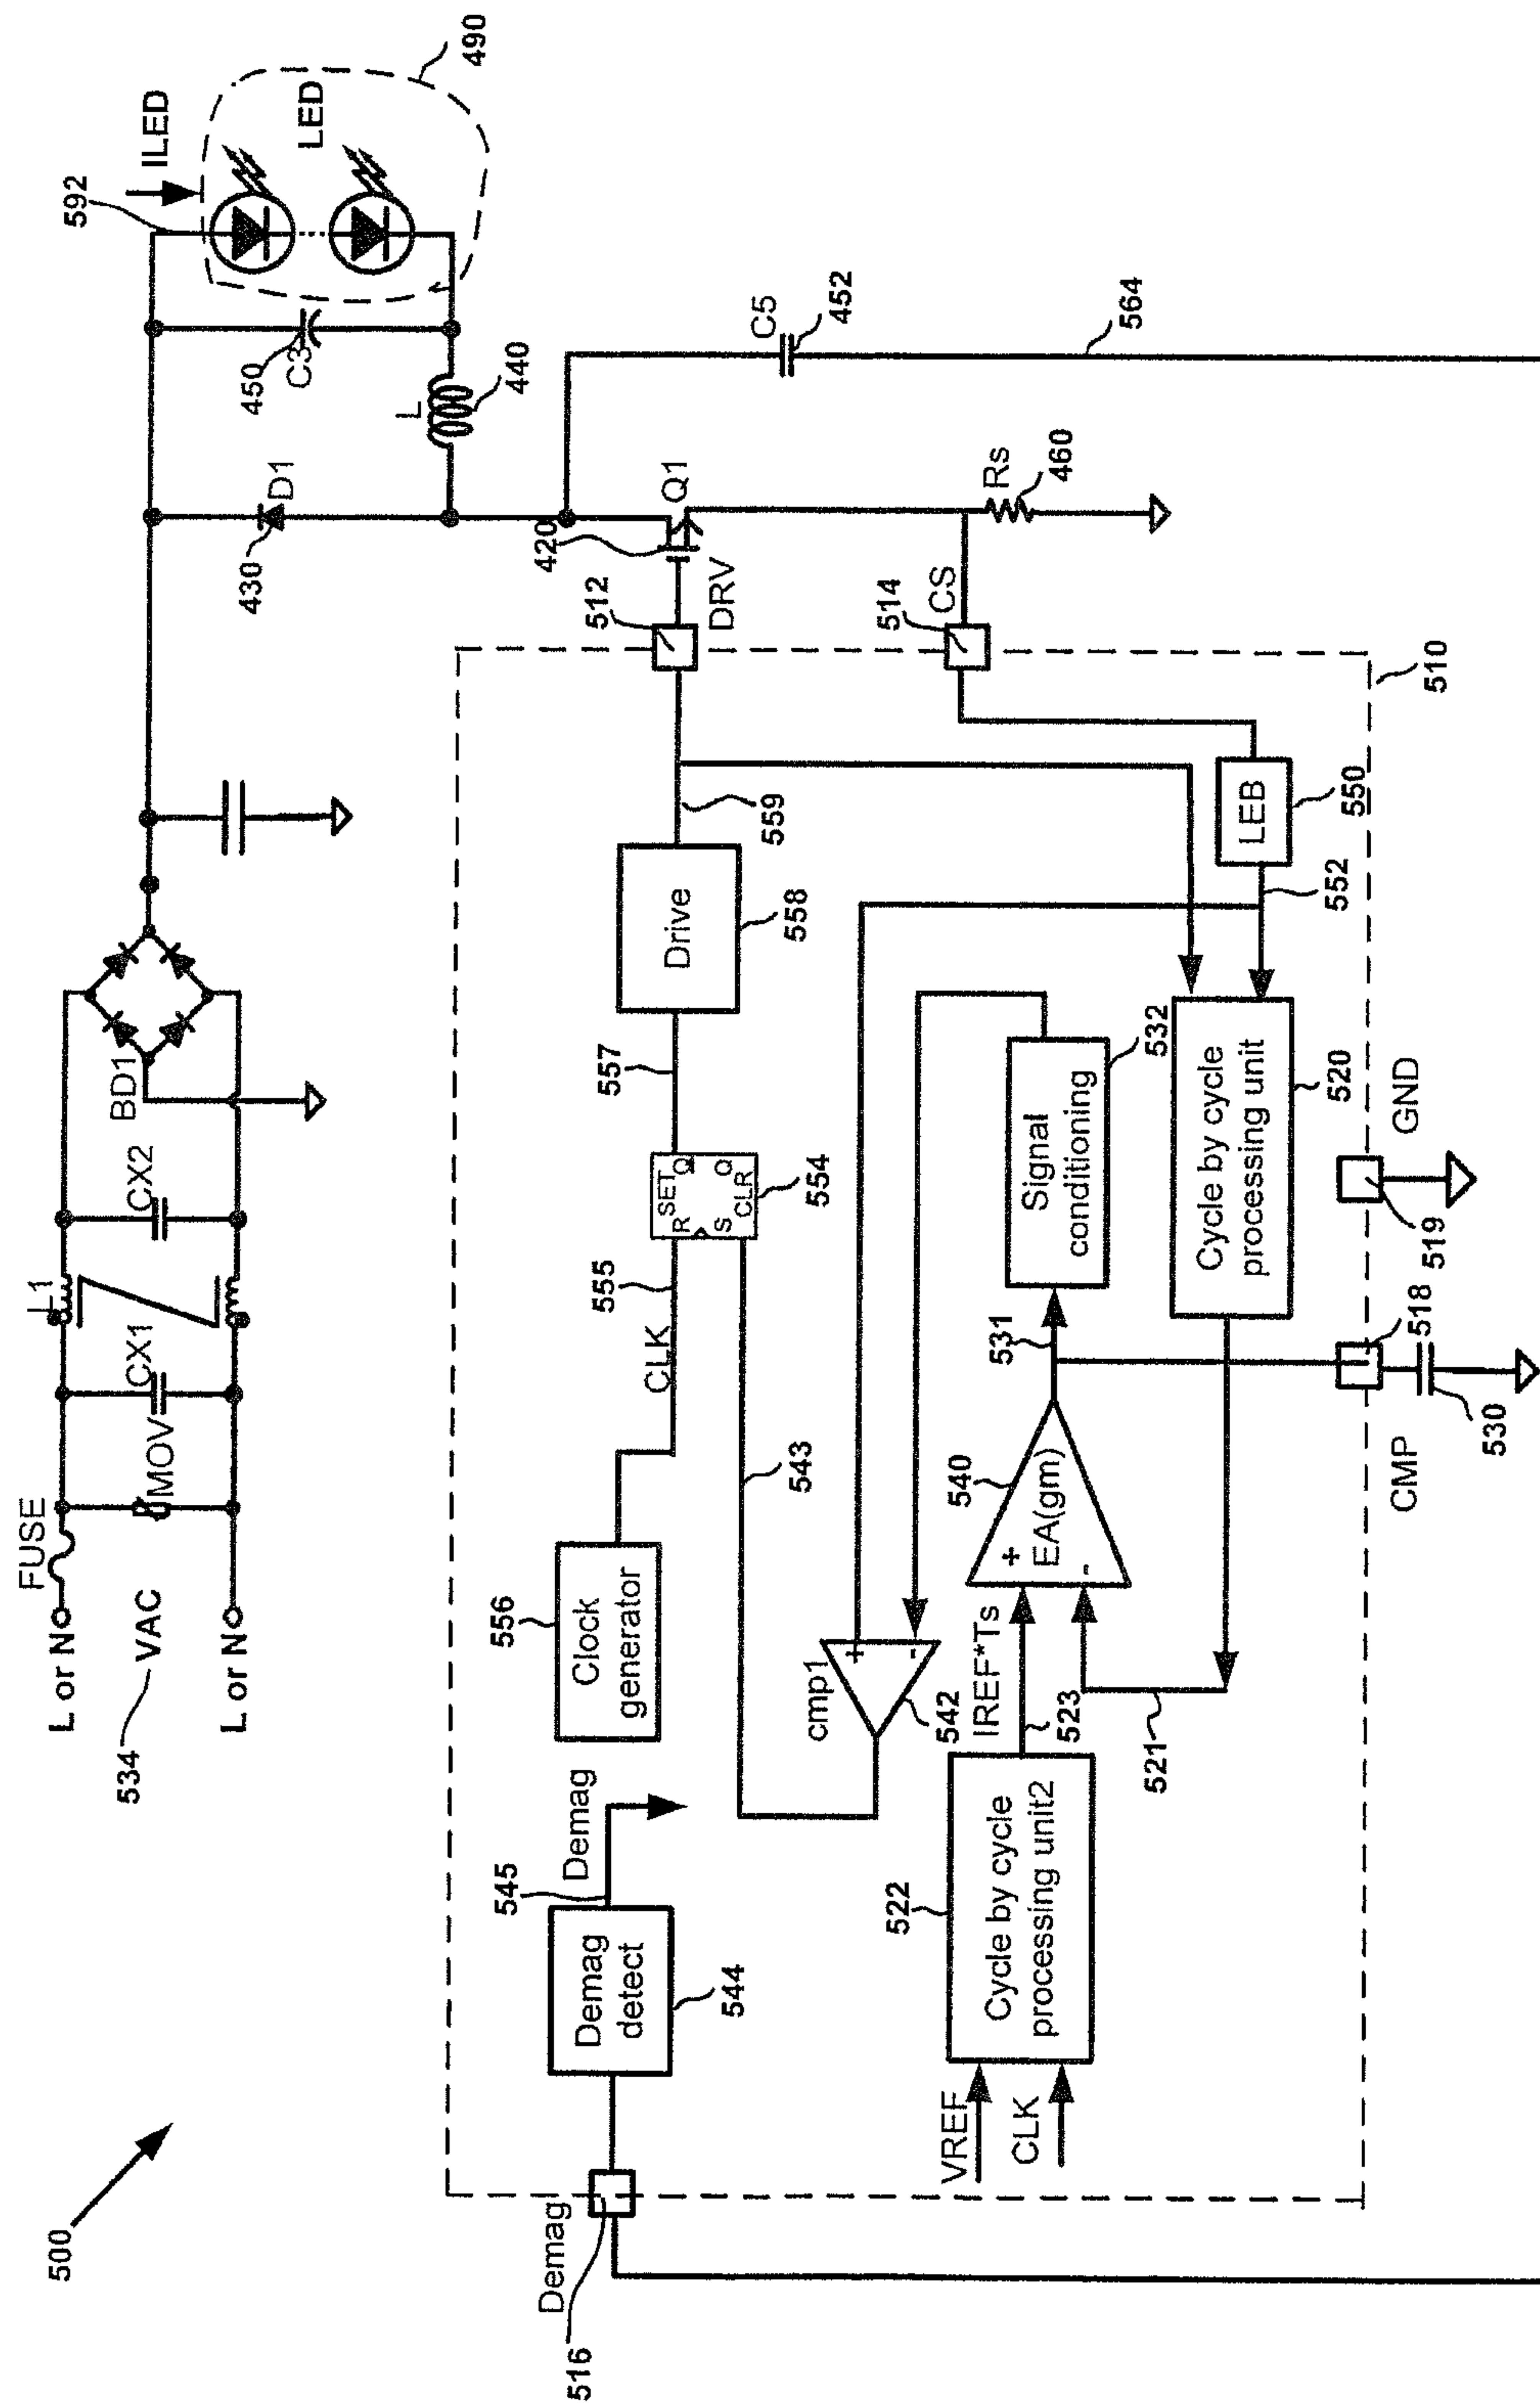 500
534
VAC
L or N
L or N
FUSE
MOV
CX1
L1
CX2
BD1
430
D1
450
C3
L
440
592
ILED
LED
490
C5
452
564
420
Q1
512
DRV
514
CS
Rs
460
510
Demag
516
Demag
detect
544
545
Demag
556
Clock
generator
CLK
555
SET
R
Q
S
Q
CLR
554
557
Drive
558
559
543
cmp1
+
-
542
522
Cycle by cycle
processing unit2
VREF
CLK
IREF*Ts
523
521
540
+
EA(gm)
-
531
Signal
conditioning
532
Cycle by cycle
processing unit
520
LEB
550
552
CMP
518
530
519
GND